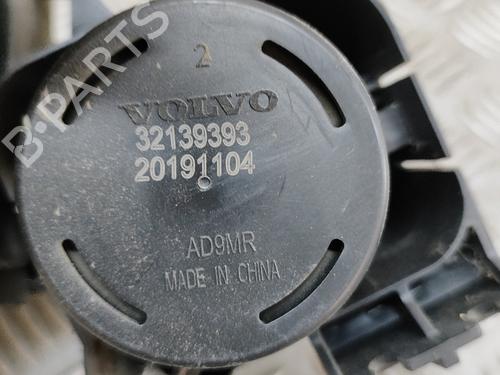 B-PARTS
2
VOLVO
32139393
20191104
AD9MR
MADE IN CHINA